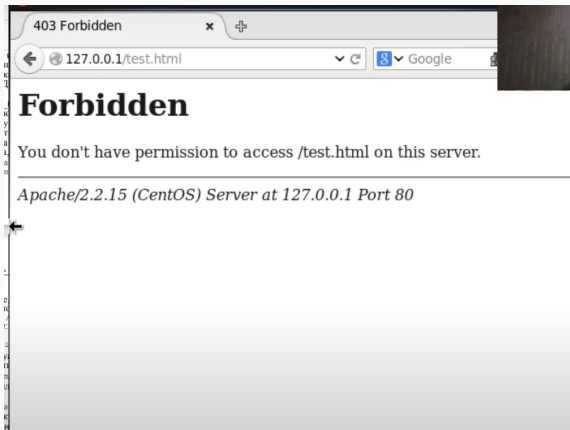 403 Forbidden
127.0.0.1/test.html
Google
Forbidden
You don't have permission to access /test.html on this server.
Apache/2.2.15 (CentOS) Server at 127.0.0.1 Port 80